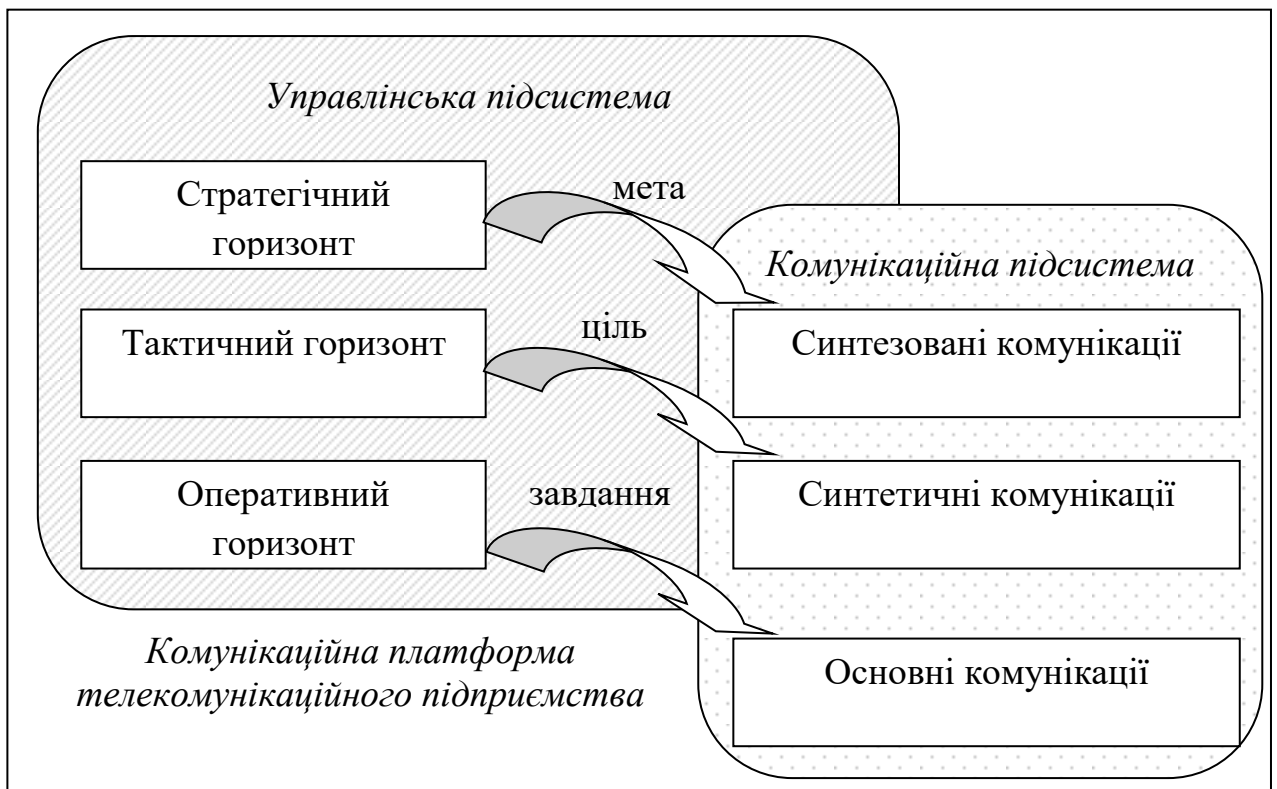 Управлінська підсистема
Стратегічний
горизонт
мета
Комунікаційна підсистема
Тактичний горизонт
ціль
Синтезовані комунікації
Оперативний
горизонт
завдання
Синтетичні комунікації
Комунікаційна платформа
телекомунікаційного підприємства
Основні комунікації